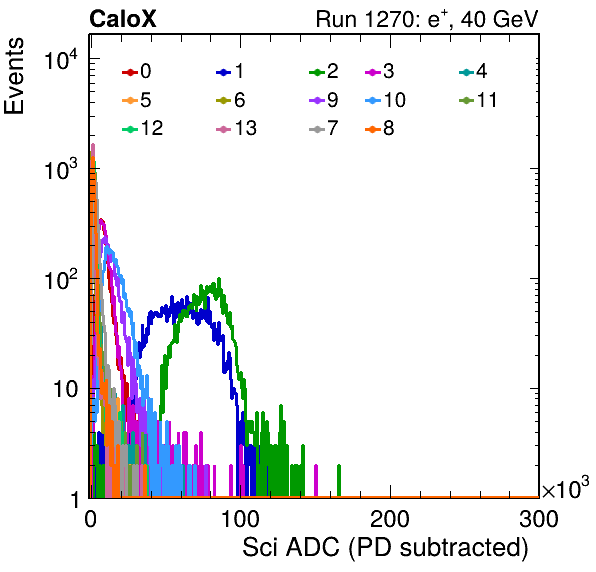 CaloX Run 1270: e⁺, 40 GeV
Events
10⁴
10³
10²
10
1
0 1 2 3 4
5 6 9 10 11
12 13 7 8
0 100 200 300
×10³
Sci ADC (PD subtracted)